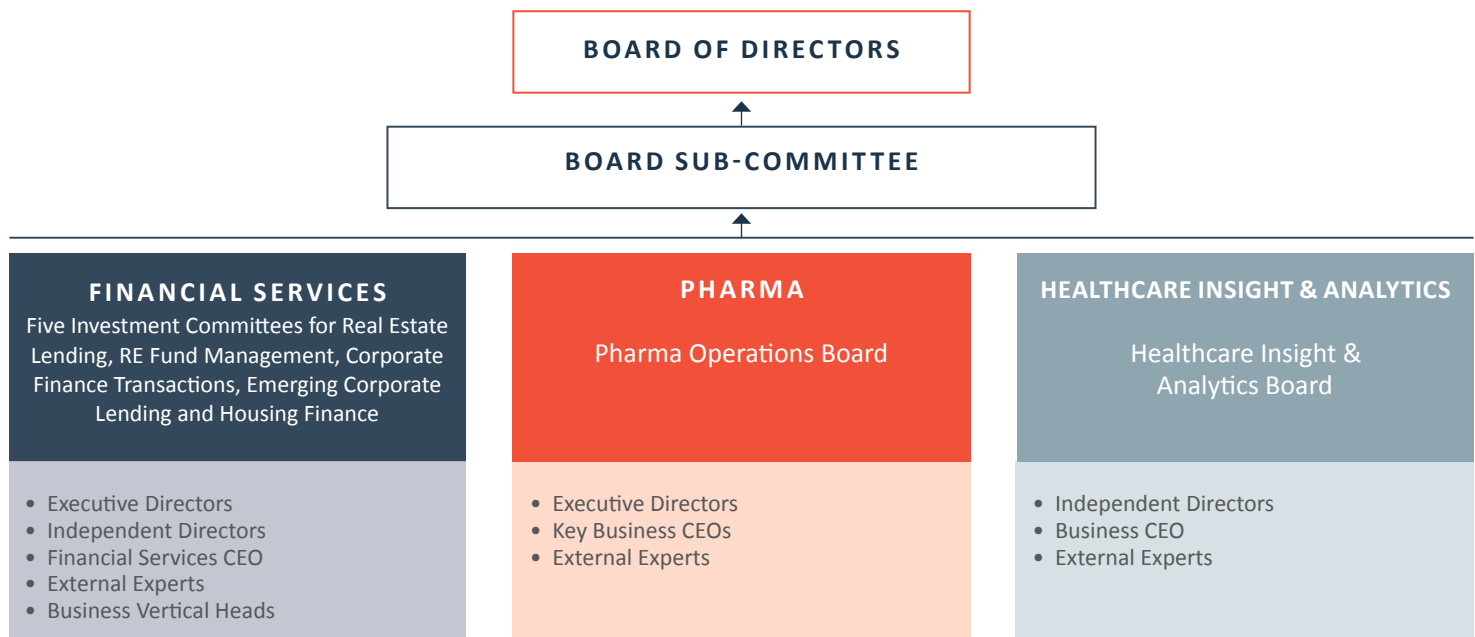 BOARD OF DIRECTORS
BOARD SUB-COMMITTEE
FINANCIAL SERVICES
Five Investment Committees for Real Estate
Lending, RE Fund Management, Corporate
Finance Transactions, Emerging Corporate
Lending and Housing Finance
• Executive Directors
• Independent Directors
• Financial Services CEO
• External Experts
• Business Vertical Heads
PHARMA
Pharma Operations Board
• Executive Directors
• Key Business CEOs
• External Experts
HEALTHCARE INSIGHT & ANALYTICS
Healthcare Insight &
Analytics Board
• Independent Directors
• Business CEO
• External Experts